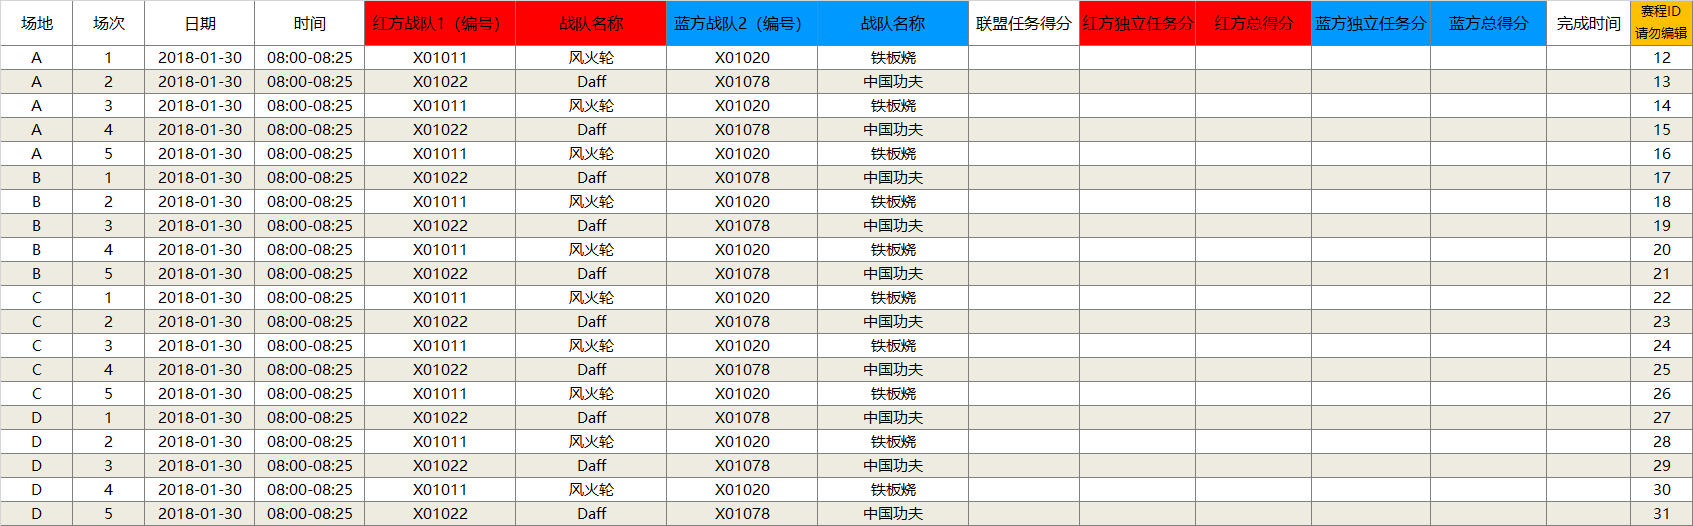 场地 场次 日期 时间 红方战队1（编号） 战队名称 蓝方战队2（编号） 战队名称 联盟任务得分 红方独立任务分 红方总得分 蓝方独立任务分 蓝方总得分 完成时间 赛程ID
请勿编辑
A 1 2018-01-30 08:00-08:25 X01011 风火轮 X01020 铁板烧 12
A 2 2018-01-30 08:00-08:25 X01022 Daff X01078 中国功夫 13
A 3 2018-01-30 08:00-08:25 X01011 风火轮 X01020 铁板烧 14
A 4 2018-01-30 08:00-08:25 X01022 Daff X01078 中国功夫 15
A 5 2018-01-30 08:00-08:25 X01011 风火轮 X01020 铁板烧 16
B 1 2018-01-30 08:00-08:25 X01022 Daff X01078 中国功夫 17
B 2 2018-01-30 08:00-08:25 X01011 风火轮 X01020 铁板烧 18
B 3 2018-01-30 08:00-08:25 X01022 Daff X01078 中国功夫 19
B 4 2018-01-30 08:00-08:25 X01011 风火轮 X01020 铁板烧 20
B 5 2018-01-30 08:00-08:25 X01022 Daff X01078 中国功夫 21
C 1 2018-01-30 08:00-08:25 X01011 风火轮 X01020 铁板烧 22
C 2 2018-01-30 08:00-08:25 X01022 Daff X01078 中国功夫 23
C 3 2018-01-30 08:00-08:25 X01011 风火轮 X01020 铁板烧 24
C 4 2018-01-30 08:00-08:25 X01022 Daff X01078 中国功夫 25
C 5 2018-01-30 08:00-08:25 X01011 风火轮 X01020 铁板烧 26
D 1 2018-01-30 08:00-08:25 X01022 Daff X01078 中国功夫 27
D 2 2018-01-30 08:00-08:25 X01011 风火轮 X01020 铁板烧 28
D 3 2018-01-30 08:00-08:25 X01022 Daff X01078 中国功夫 29
D 4 2018-01-30 08:00-08:25 X01011 风火轮 X01020 铁板烧 30
D 5 2018-01-30 08:00-08:25 X01022 Daff X01078 中国功夫 31